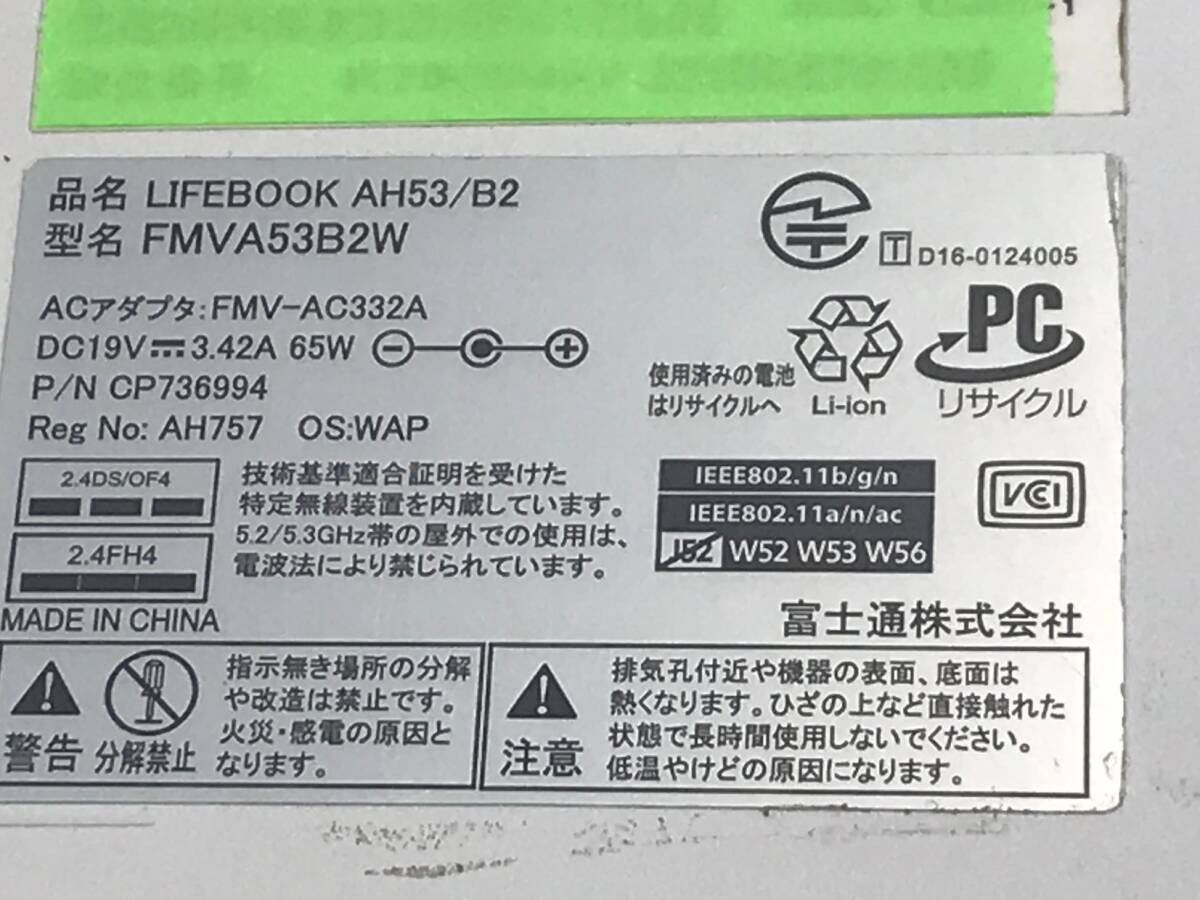 品名 LIFEBOOK AH53/B2
型名 FMVA53B2W
T D16-0124005
ACアダプタ:FMV-AC332A
DC19V 3.42A 65W
P/N CP736994
Reg No: AH757 OS:WAP
使用済みの電池
はリサイクルへ
Li-ion
PC
リサイクル
2.4DS/OF4
2.4FH4
技術基準適合証明を受けた
特定無線装置を内蔵しています。
5.2/5.3GHz帯の屋外での使用は、
電波法により禁じられています。
IEEE802.11b/g/n
IEEE802.11a/n/ac
J52 W52 W53 W56
VCCI
MADE IN CHINA
富士通株式会社
警告
分解禁止
指示無き場所の分解
や改造は禁止です。
火災・感電の原因と
なります。
注意
排気孔付近や機器の表面、底面は
熱くなります。ひざの上など直接触れた
状態で長時間使用しないでください。
低温やけどの原因になります。